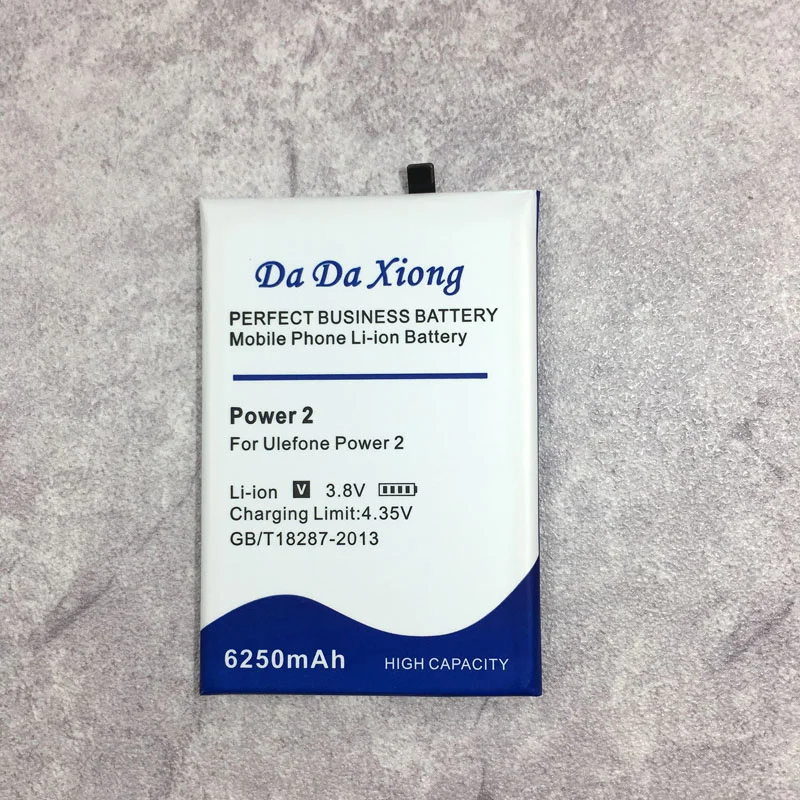 Da Da Xiong
PERFECT BUSINESS BATTERY
Mobile Phone Li-ion Battery
Power 2
For Ulefone Power 2
Li-ion V 3.8V
Charging Limit:4.35V
GB/T18287-2013
6250mAh HIGH CAPACITY